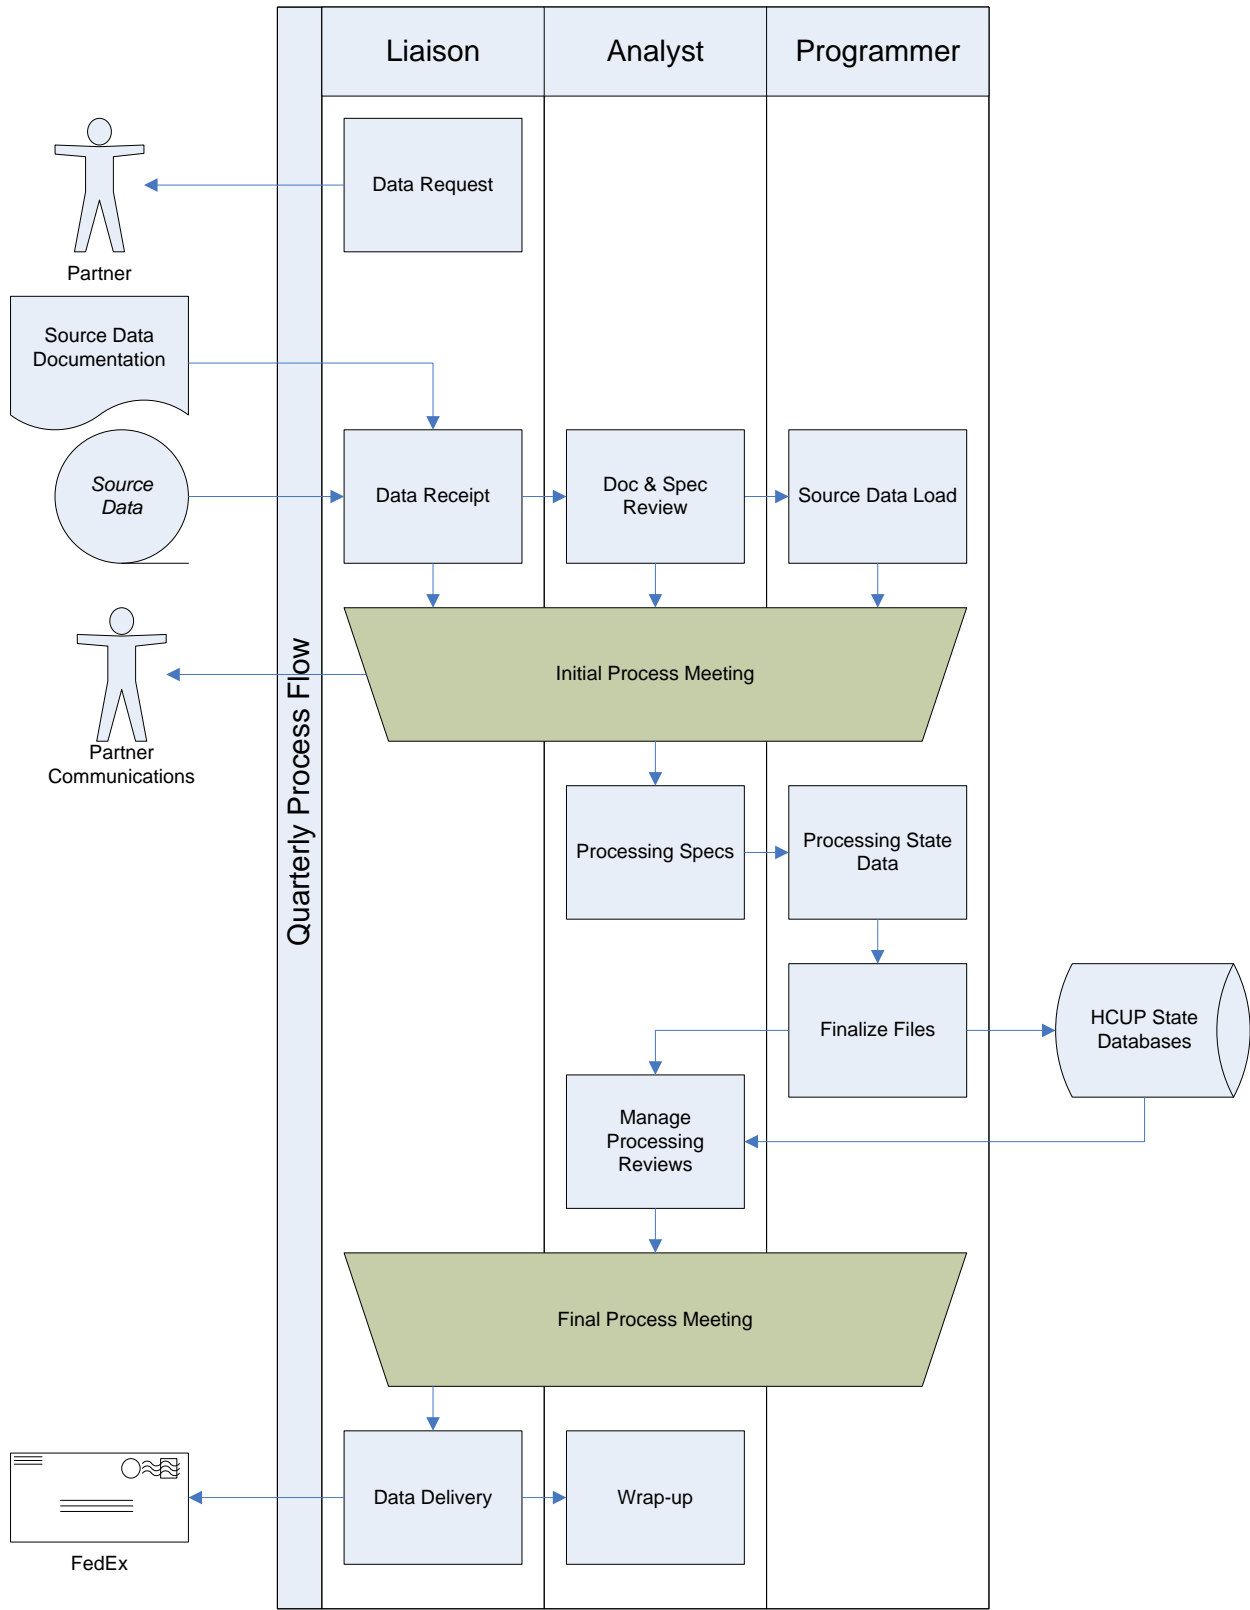 Liaison
Analyst
Programmer
Quarterly Process Flow
Data Request
Partner
Source Data
Documentation
Source
Data
Data Receipt
Doc & Spec
Review
Source Data Load
Initial Process Meeting
Partner
Communications
Processing Specs
Processing State
Data
Finalize Files
HCUP State
Databases
Manage
Processing
Reviews
Final Process Meeting
Data Delivery
Wrap-up
FedEx